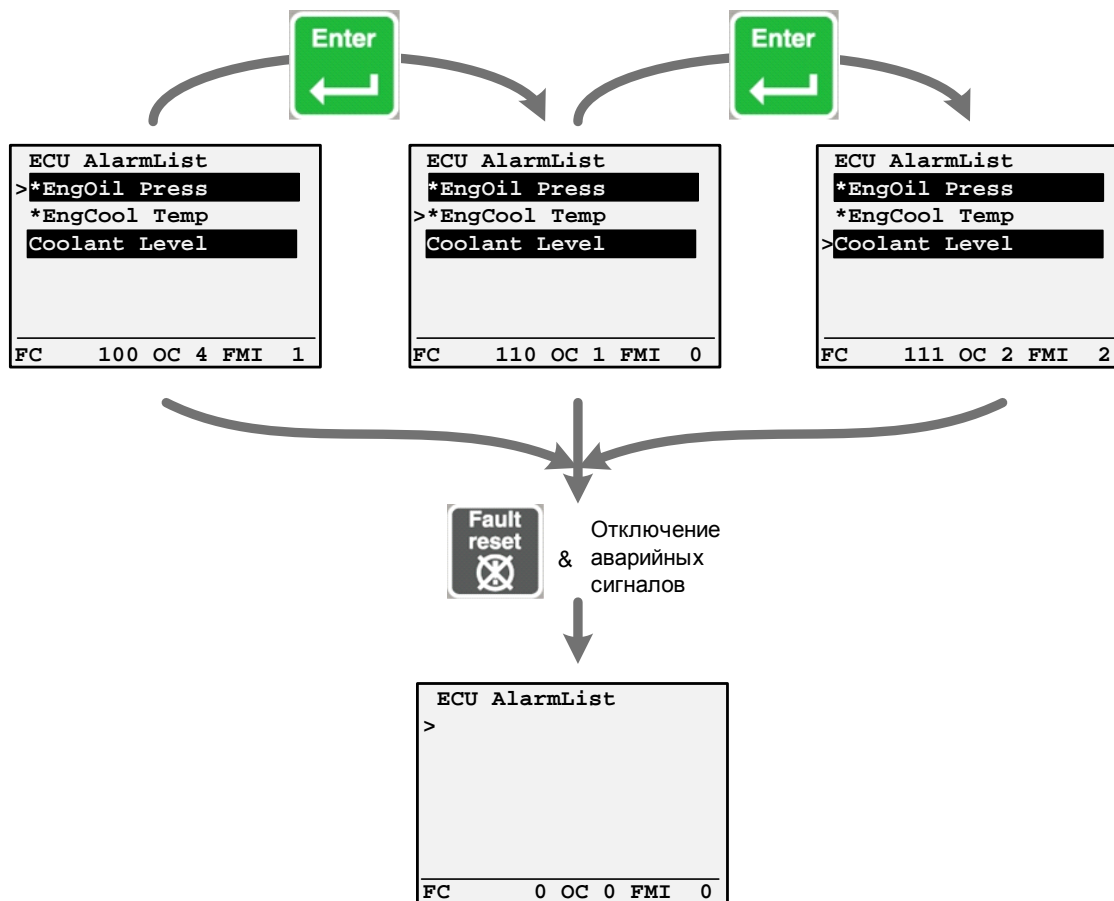 Enter
Enter
ECU AlarmList
>*EngOil Press
*EngCool Temp
Coolant Level
FC 100 OC 4 FMI 1
ECU AlarmList
*EngOil Press
>*EngCool Temp
Coolant Level
FC 110 OC 1 FMI 0
ECU AlarmList
*EngOil Press
*EngCool Temp
>Coolant Level
FC 111 OC 2 FMI 2
Fault
reset
& Отключение
аварийных
сигналов
ECU AlarmList
>
FC 0 OC 0 FMI 0